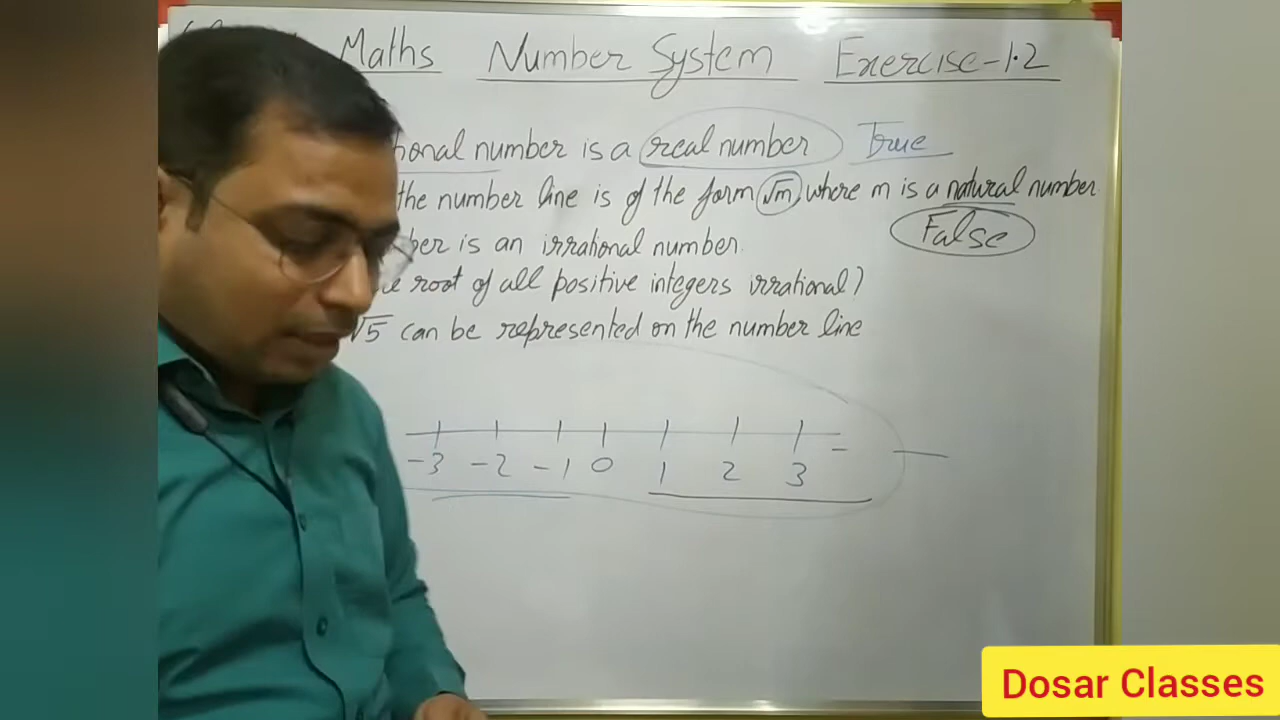 Maths Number System Exercise-1.2
tional number is a real number True
the number line is of the form √m, where m is a natural number
False
ber is an irrational number.
root of all positive integers irrational)
√5 can be represented on the number line
-3 -2 -1 0 1 2 3
Dosar Classes